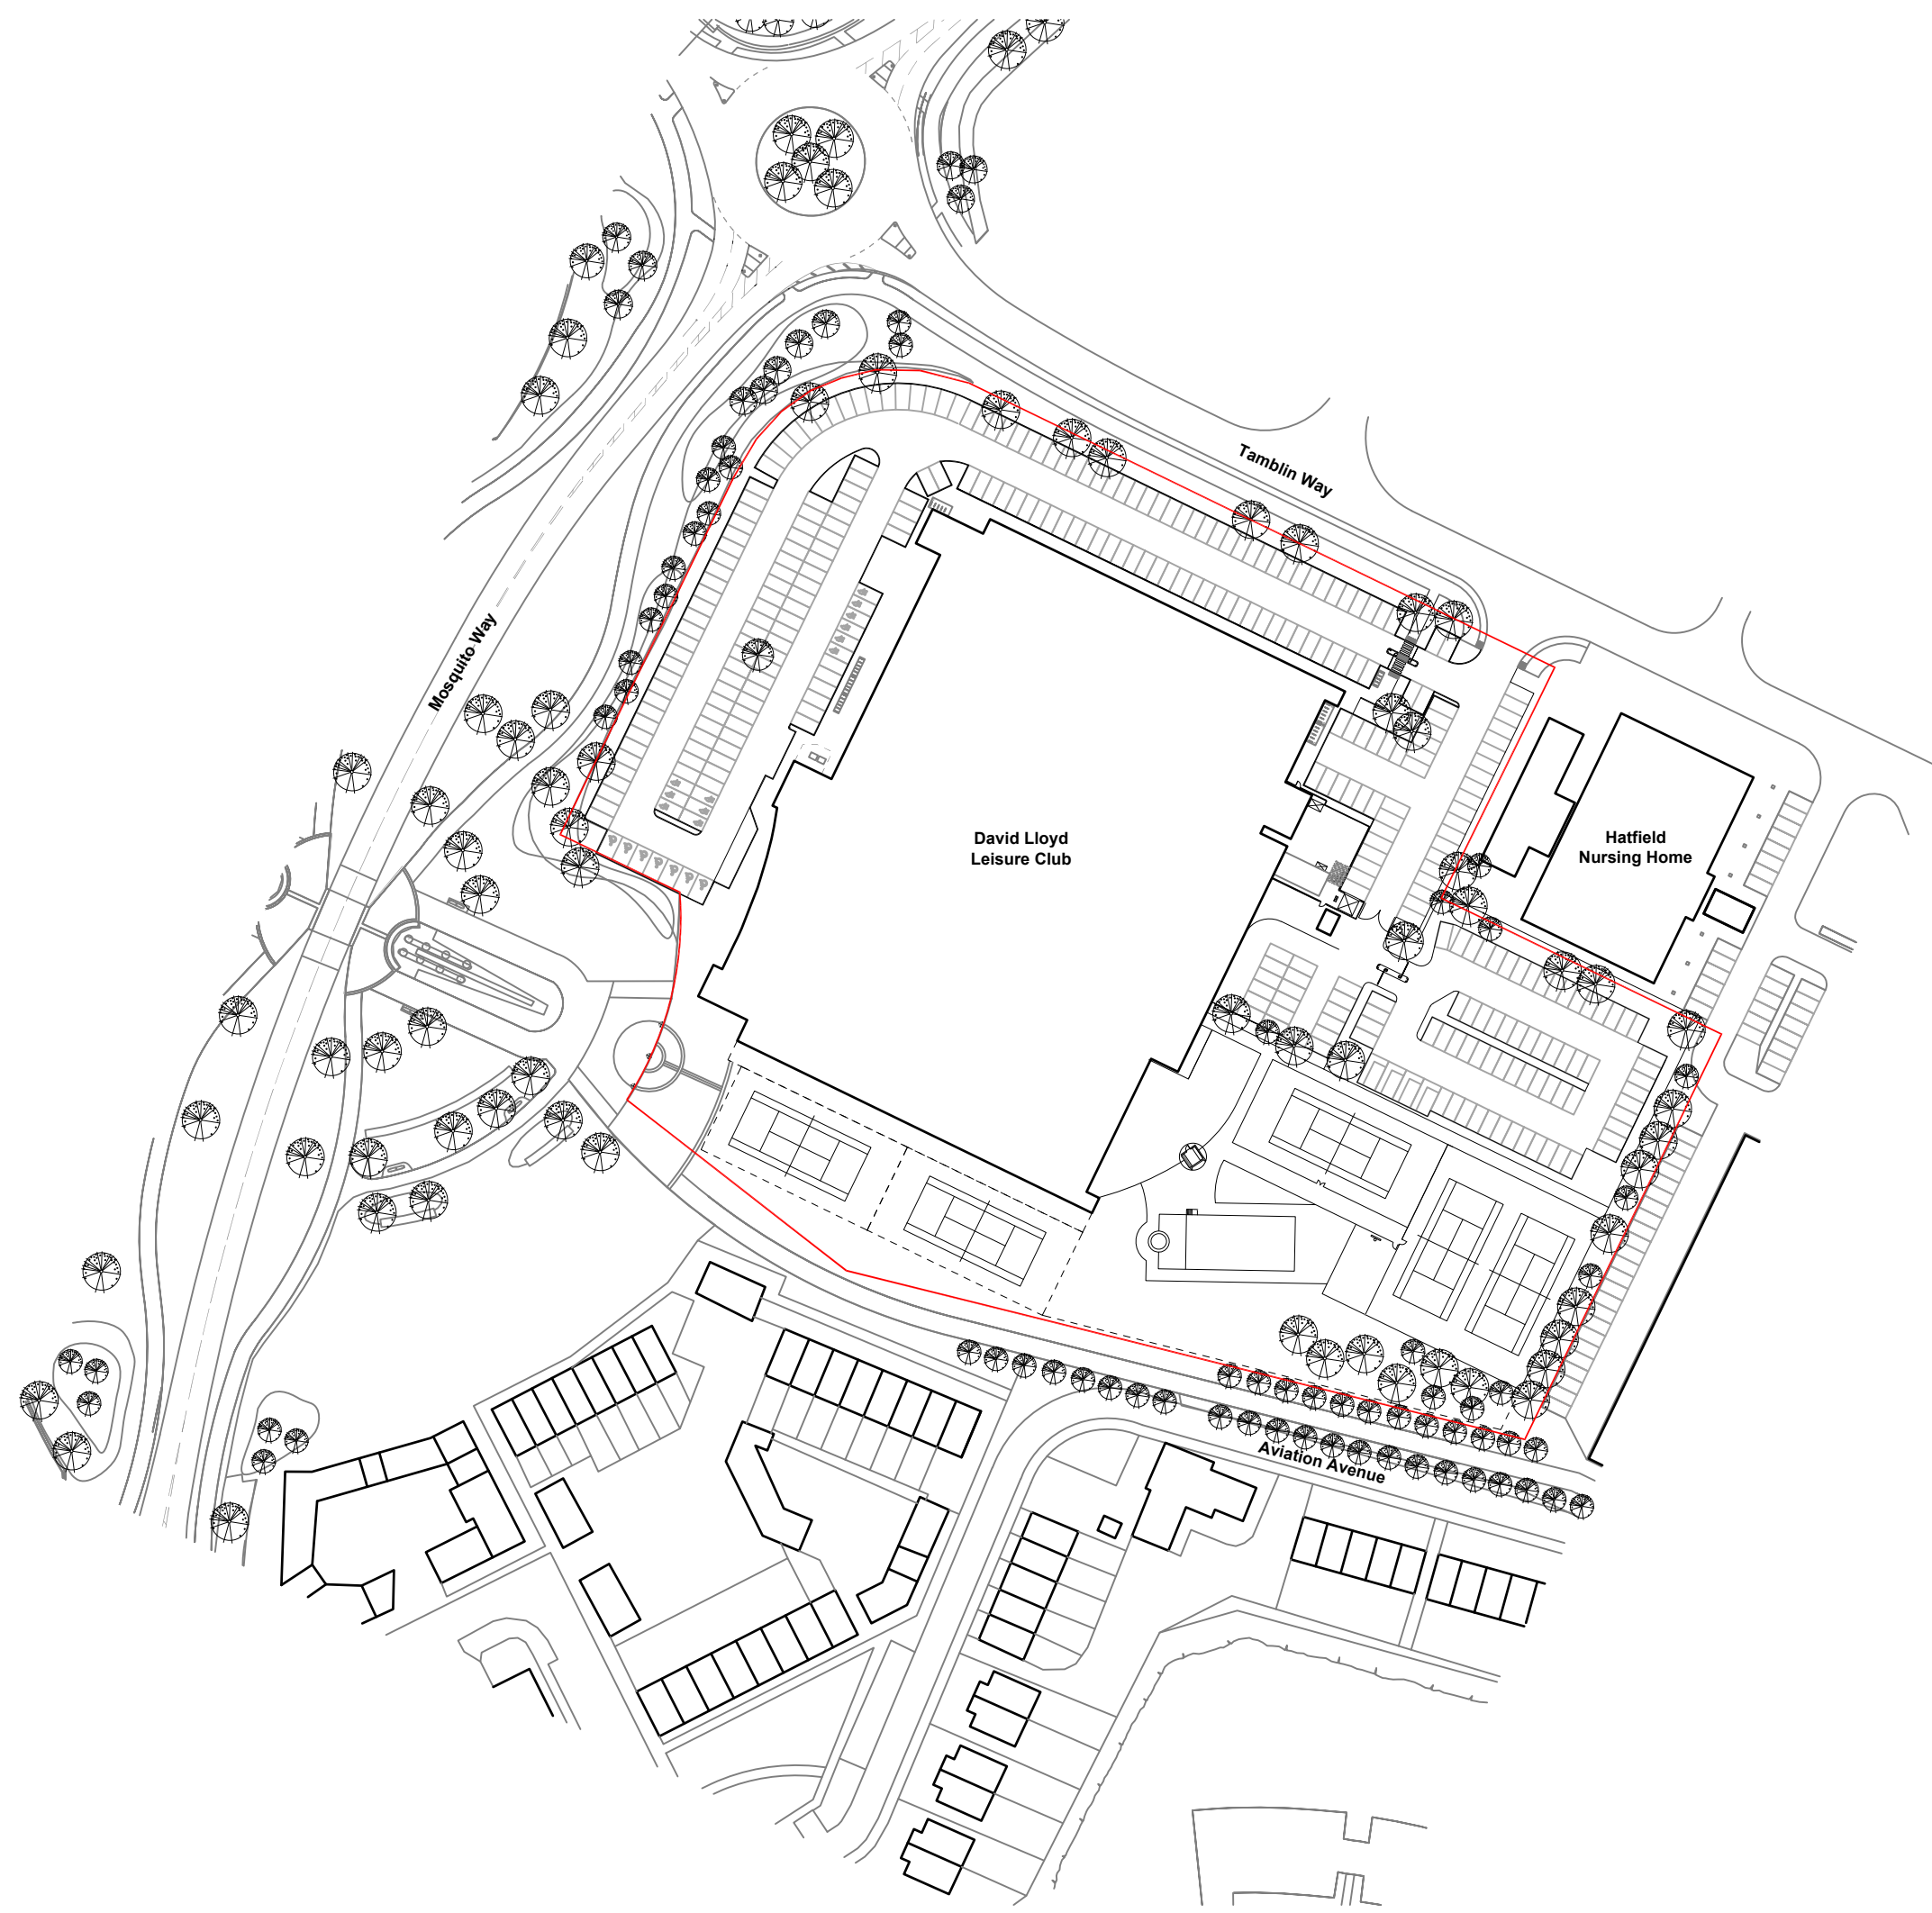 Tamblin Way
Mosquito Way
David Lloyd
Leisure Club
Hatfield
Nursing Home
Aviation Avenue